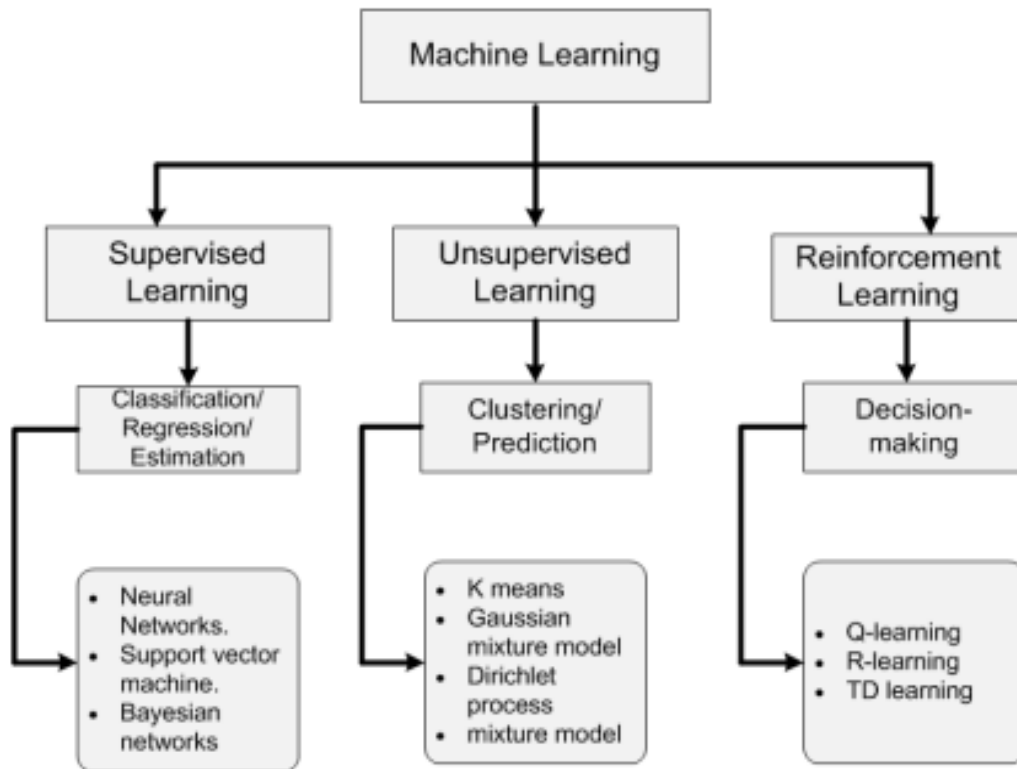 Machine Learning
Supervised
Learning
Unsupervised
Learning
Reinforcement
Learning
Classification/
Regression/
Estimation
Clustering/
Prediction
Decision-
making
• Neural
Networks.
• Support vector
machine.
• Bayesian
networks
• K means
• Gaussian
mixture model
• Dirichlet
process
• mixture model
• Q-learning
• R-learning
• TD learning